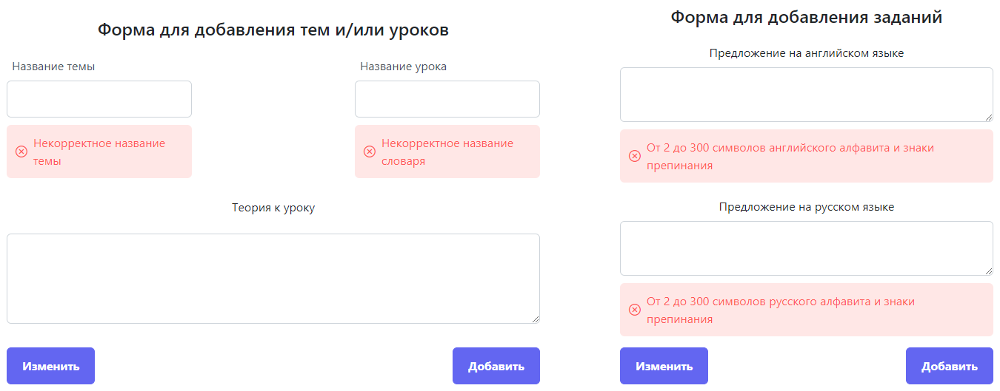 Форма для добавления тем и/или уроков
Название темы
Название урока
Некорректное название
темы
Некорректное название
словаря
Теория к уроку
Изменить
Добавить
Форма для добавления заданий
Предложение на английском языке
От 2 до 300 символов английского алфавита и знаки
препинания
Предложение на русском языке
От 2 до 300 символов русского алфавита и знаки
препинания
Изменить
Добавить